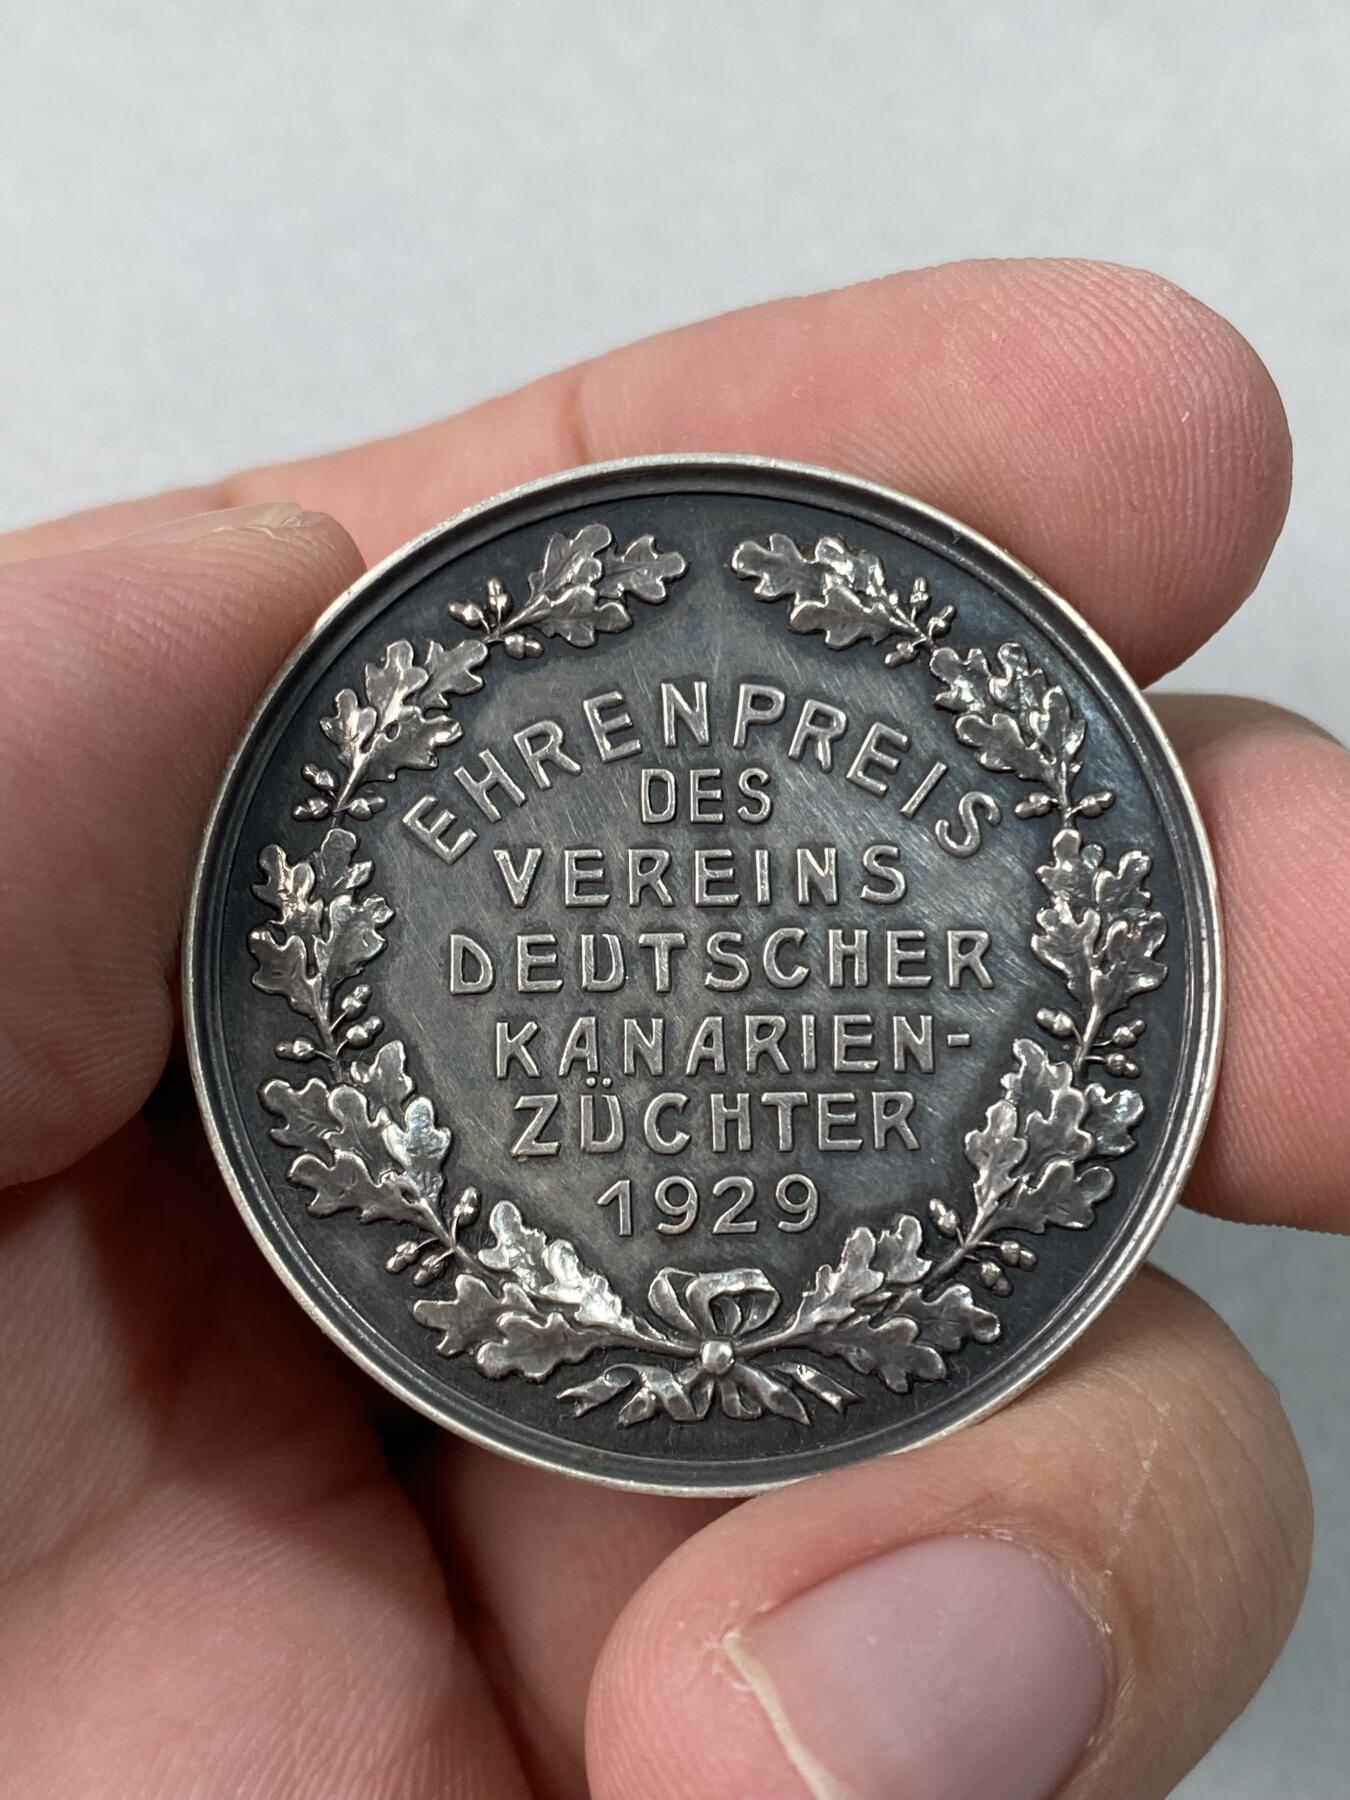 EHRENPREIS
DES
VEREINS
DEUTSCHER
KANARIEN-
ZÜCHTER
1929